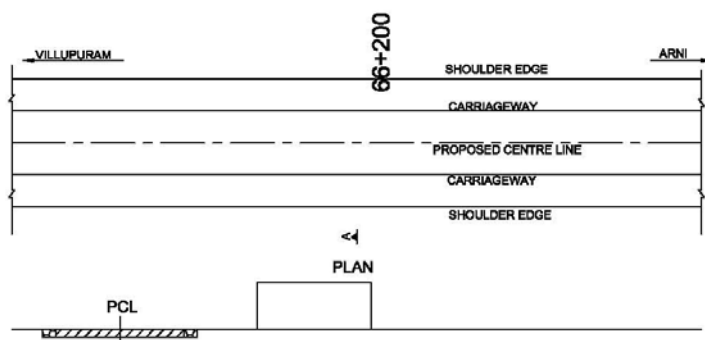 VILLUPURAM
66+200
ARNI
SHOULDER EDGE
CARRIAGEWAY
PROPOSED CENTRE LINE
CARRIAGEWAY
SHOULDER EDGE
A
PLAN
PCL